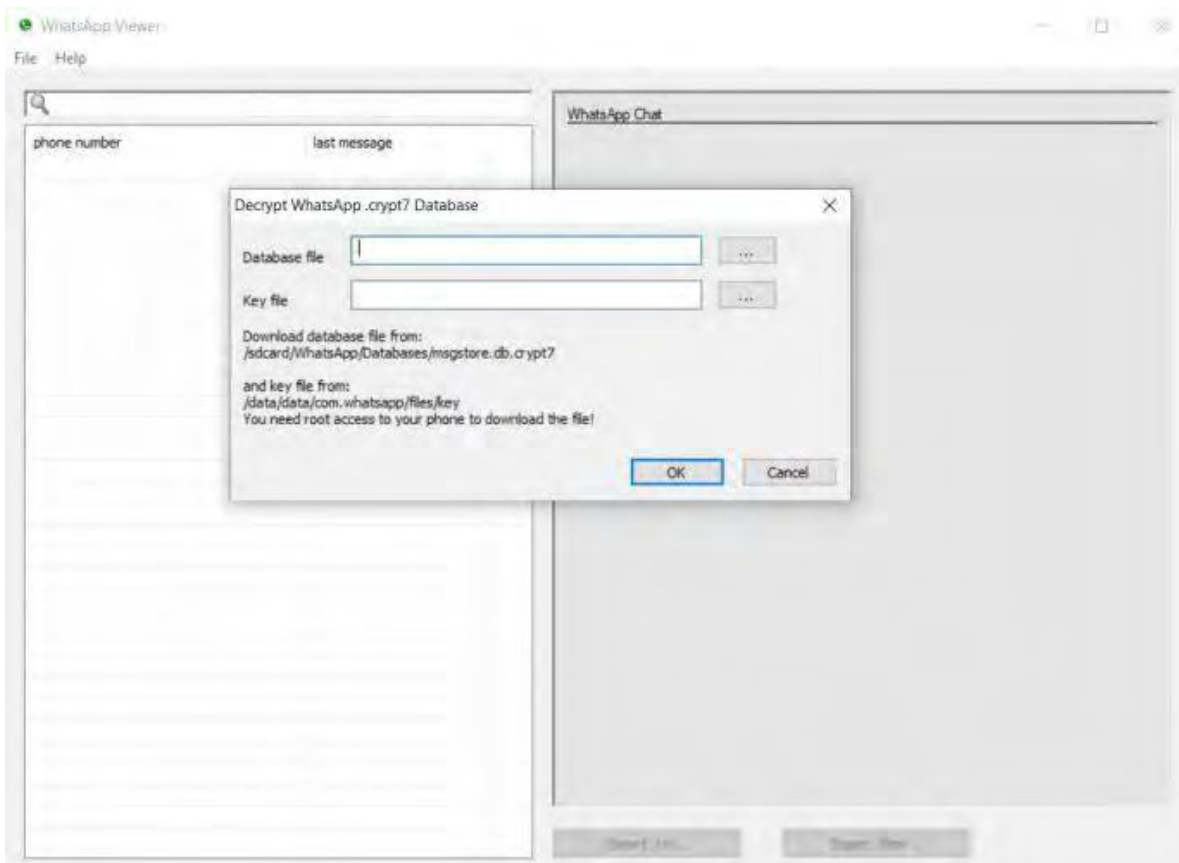 WhatsApp Viewer
File Help
WhatsApp Chat
phone number last message
Decrypt WhatsApp .crypt7 Database
Database file
...
Key file
...
Download database file from:
/sdcard/WhatsApp/Databases/msgstore.db.crypt7
and key file from:
/data/data/com.whatsapp/files/key
You need root access to your phone to download the file!
OK Cancel